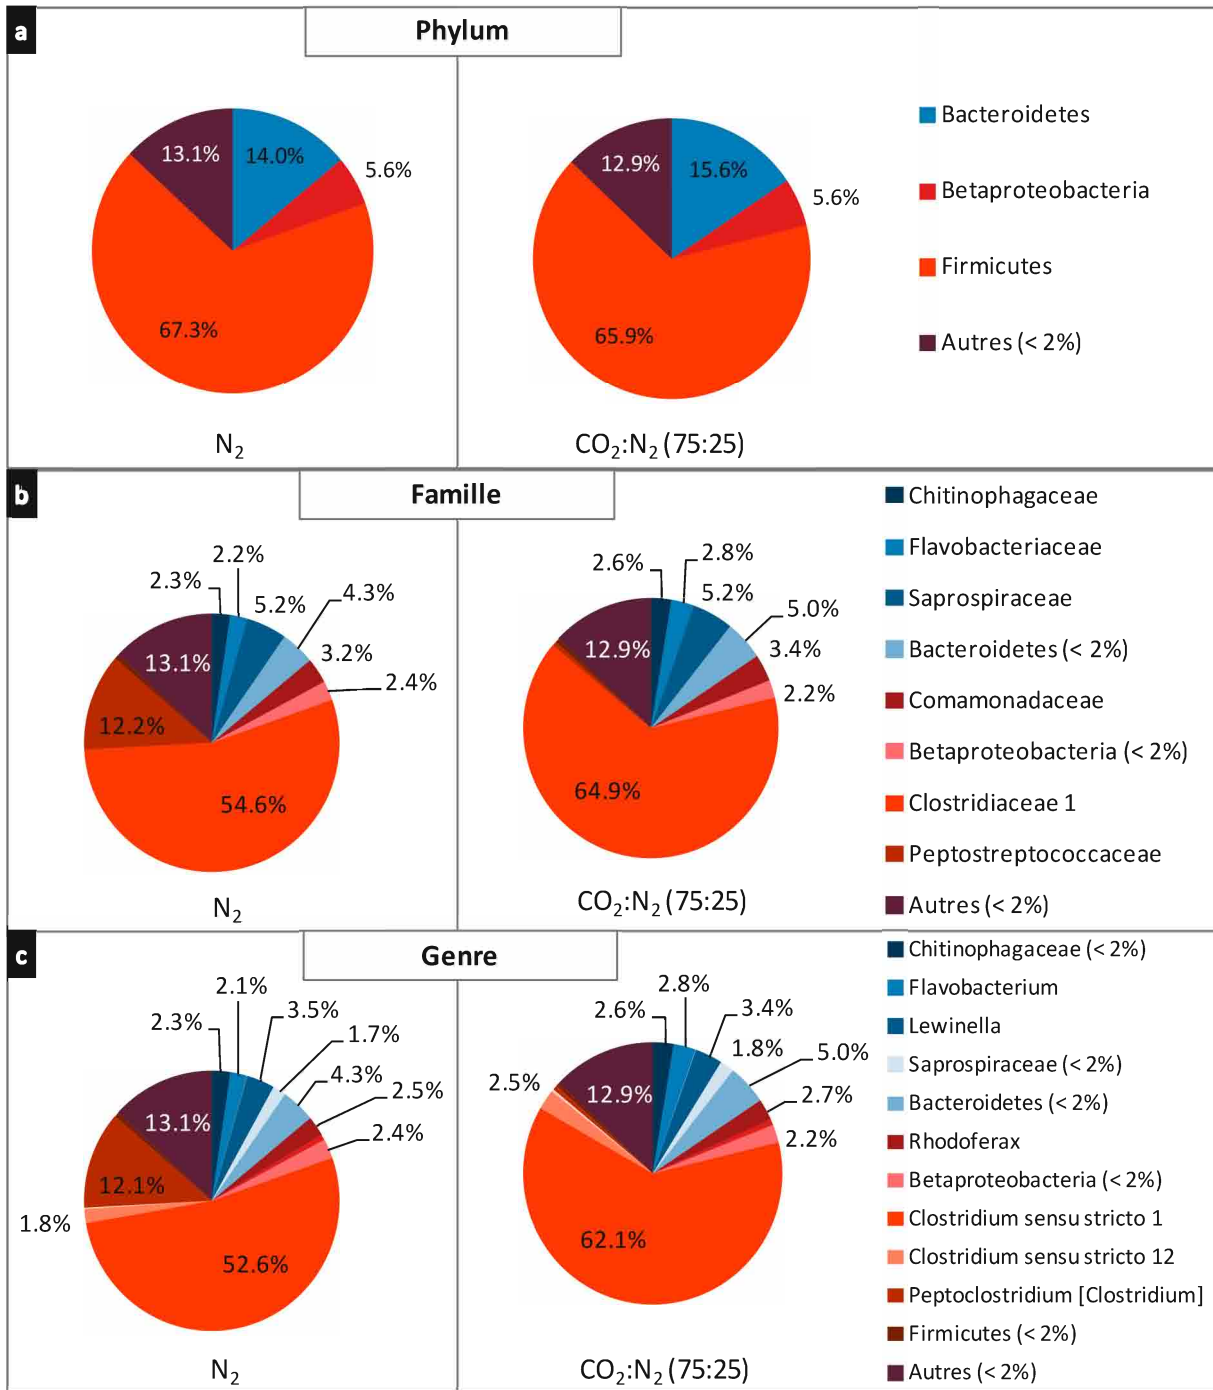 a
Phylum
13.1%
14.0%
5.6%
67.3%
N2
12.9%
15.6%
5.6%
65.9%
CO2:N2 (75:25)
Bacteroidetes
Betaproteobacteria
Firmicutes
Autres (< 2%)
b
Famille
2.2%
2.3%
5.2%
4.3%
3.2%
2.4%
13.1%
12.2%
54.6%
N2
2.6%
2.8%
5.2%
5.0%
3.4%
2.2%
12.9%
64.9%
CO2:N2 (75:25)
Chitinophagaceae
Flavobacteriaceae
Saprospiraceae
Bacteroidetes (< 2%)
Comamonadaceae
Betaproteobacteria (< 2%)
Clostridiaceae 1
Peptostreptococcaceae
Autres (< 2%)
c
Genre
2.1%
2.3%
3.5%
1.7%
4.3%
2.5%
2.4%
13.1%
12.1%
1.8%
52.6%
N2
2.8%
2.6%
3.4%
1.8%
5.0%
2.7%
2.2%
2.5%
12.9%
62.1%
CO2:N2 (75:25)
Chitinophagaceae (< 2%)
Flavobacterium
Lewinella
Saprospiraceae (< 2%)
Bacteroidetes (< 2%)
Rhodoferax
Betaproteobacteria (< 2%)
Clostridium sensu stricto 1
Clostridium sensu stricto 12
Peptoclostridium [Clostridium]
Firmicutes (< 2%)
Autres (< 2%)